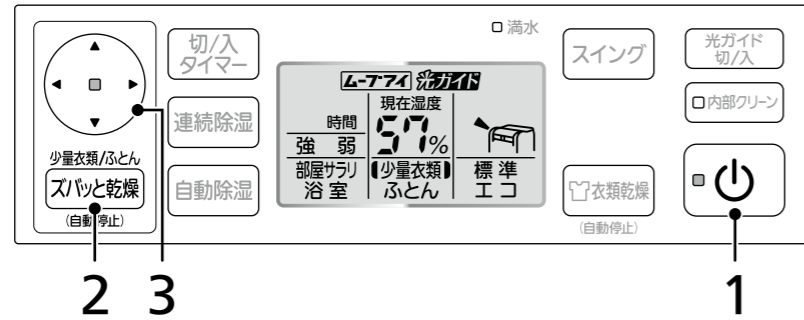 満水
切/入
タイマー
スイング
光ガイド
切/入
ムーブアイ 光ガイド
現在湿度
時間
57%
強 弱
連続除湿
内部クリーン
少量衣類/ふとん
ズバッと乾燥
(自動停止)
自動除湿
部屋サラリ
浴室
少量衣類
ふとん
標準
エコ
衣類乾燥
(自動停止)
2
3
1